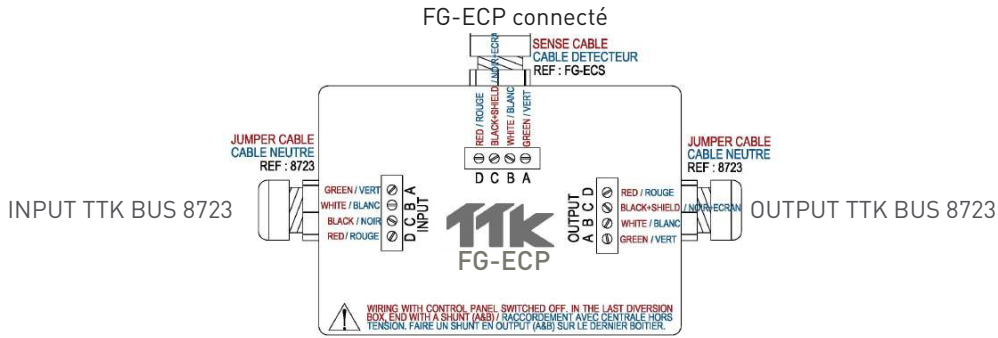 FG-ECP connecté
SENSE CABLE
CABLE DETECTEUR
REF : FG-ECS
RED / ROUGE
BLACK+SHIELD / NOIR+ECRAN
WHITE / BLANC
GREEN / VERT
D C B A
JUMPER CABLE
CABLE NEUTRE
REF : 8723
INPUT TTK BUS 8723
GREEN / VERT
WHITE / BLANC
BLACK / NOIR
RED / ROUGE
D C B A
INPUT
TTK
FG-ECP
OUTPUT
A B C D
RED / ROUGE
BLACK+SHIELD / NOIR+ECRAN
WHITE / BLANC
GREEN / VERT
JUMPER CABLE
CABLE NEUTRE
REF : 8723
OUTPUT TTK BUS 8723
WIRING WITH CONTROL PANEL SWITCHED OFF. IN THE LAST DIVERSION
BOX, END WITH A SHUNT (A&B) / RACCORDEMENT AVEC CENTRALE HORS
TENSION. FAIRE UN SHUNT EN OUTPUT (A&B) SUR LE DERNIER BOITIER.